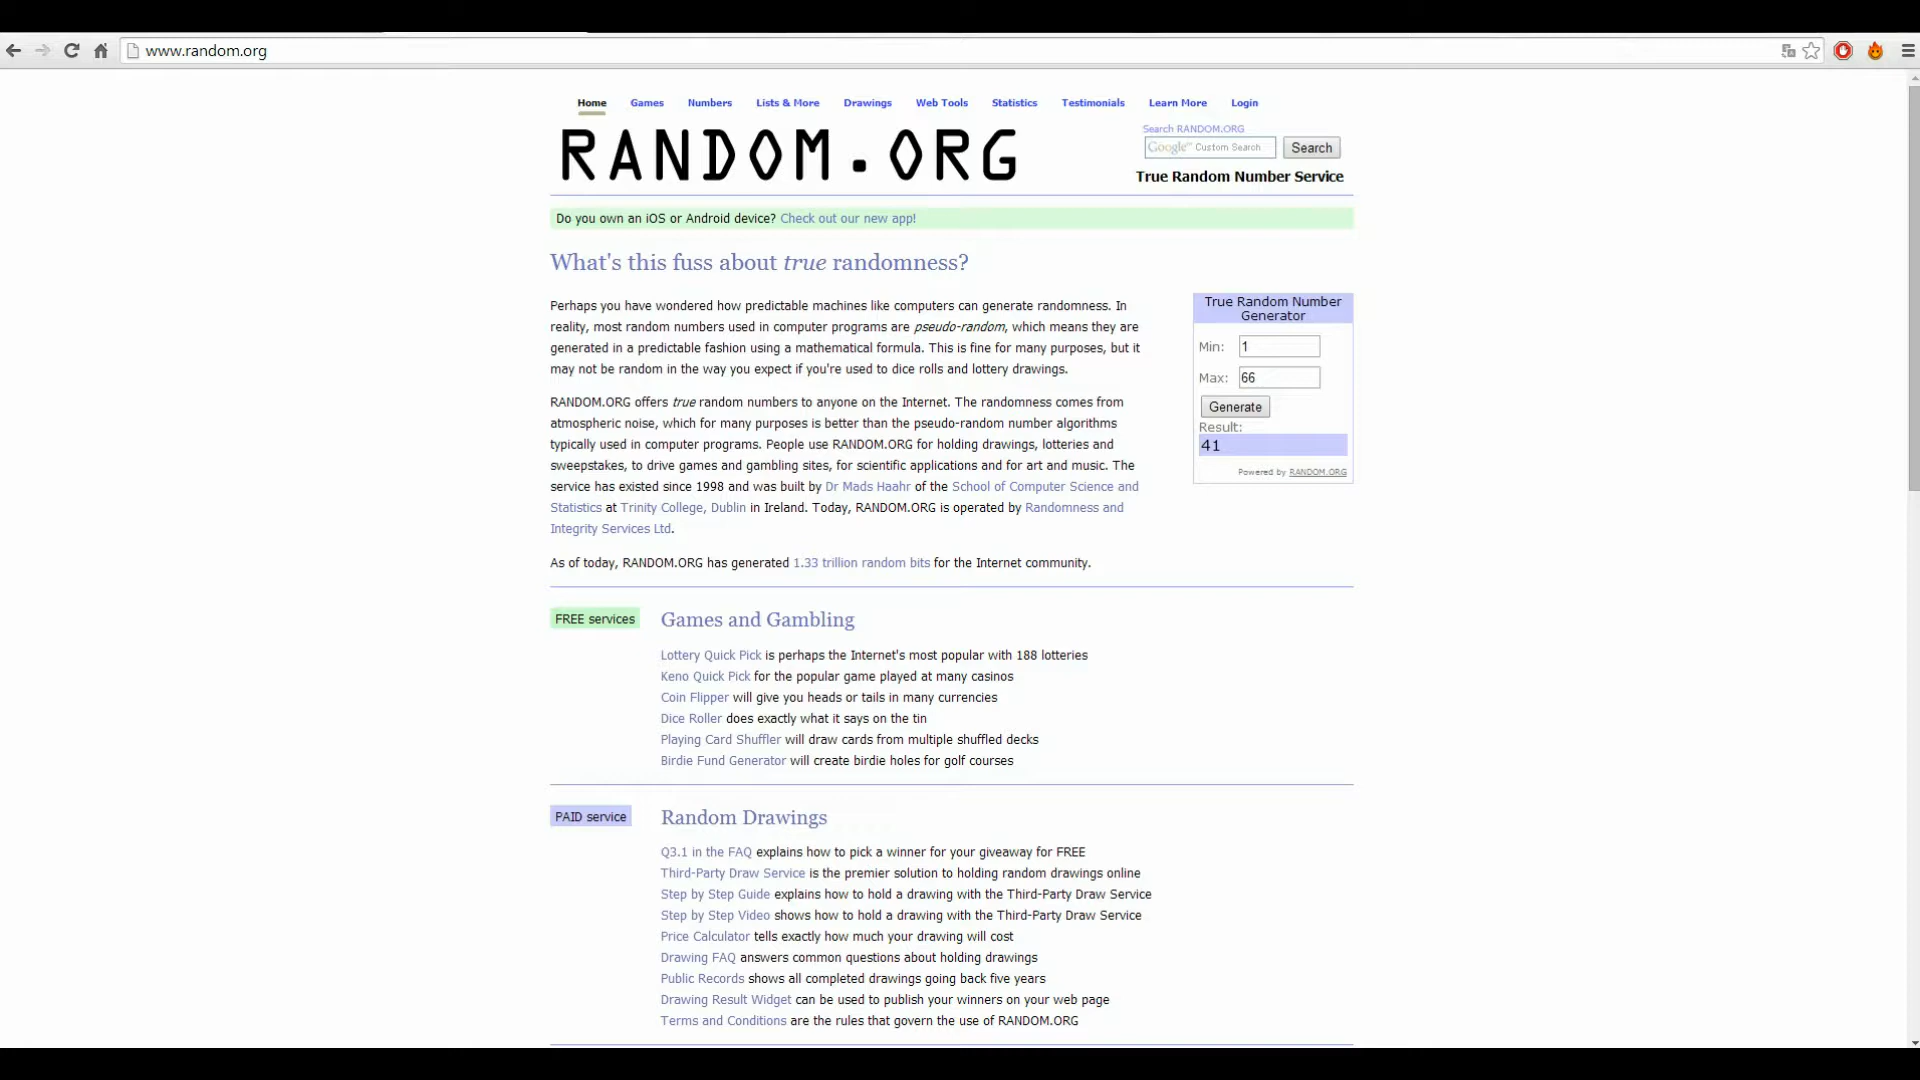 www.random.org
Home Games Numbers Lists & More Drawings Web Tools Statistics Testimonials Learn More Login
RANDOM.ORG
Search RANDOM.ORG
Google™ Custom Search Search
True Random Number Service
Do you own an iOS or Android device? Check out our new app!
What's this fuss about true randomness?
Perhaps you have wondered how predictable machines like computers can generate randomness. In
reality, most random numbers used in computer programs are pseudo-random, which means they are
generated in a predictable fashion using a mathematical formula. This is fine for many purposes, but it
may not be random in the way you expect if you're used to dice rolls and lottery drawings.
RANDOM.ORG offers true random numbers to anyone on the Internet. The randomness comes from
atmospheric noise, which for many purposes is better than the pseudo-random number algorithms
typically used in computer programs. People use RANDOM.ORG for holding drawings, lotteries and
sweepstakes, to drive games and gambling sites, for scientific applications and for art and music. The
service has existed since 1998 and was built by Dr Mads Haahr of the School of Computer Science and
Statistics at Trinity College, Dublin in Ireland. Today, RANDOM.ORG is operated by Randomness and
Integrity Services Ltd.
As of today, RANDOM.ORG has generated 1.33 trillion random bits for the Internet community.
True Random Number
Generator
Min: 1
Max: 66
Generate
Result:
41
Powered by RANDOM.ORG
FREE services
Games and Gambling
Lottery Quick Pick is perhaps the Internet's most popular with 188 lotteries
Keno Quick Pick for the popular game played at many casinos
Coin Flipper will give you heads or tails in many currencies
Dice Roller does exactly what it says on the tin
Playing Card Shuffler will draw cards from multiple shuffled decks
Birdie Fund Generator will create birdie holes for golf courses
PAID service
Random Drawings
Q3.1 in the FAQ explains how to pick a winner for your giveaway for FREE
Third-Party Draw Service is the premier solution to holding random drawings online
Step by Step Guide explains how to hold a drawing with the Third-Party Draw Service
Step by Step Video shows how to hold a drawing with the Third-Party Draw Service
Price Calculator tells exactly how much your drawing will cost
Drawing FAQ answers common questions about holding drawings
Public Records shows all completed drawings going back five years
Drawing Result Widget can be used to publish your winners on your web page
Terms and Conditions are the rules that govern the use of RANDOM.ORG